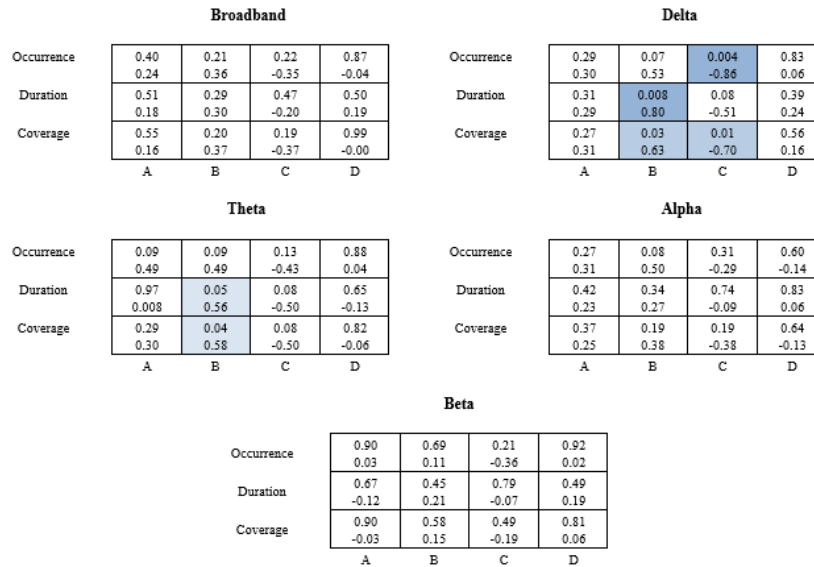 Broadband
Occurrence 0.40 0.21 0.22 0.87
0.24 0.36 -0.35 -0.04
Duration 0.51 0.29 0.47 0.50
0.18 0.30 -0.20 0.19
Coverage 0.55 0.20 0.19 0.99
0.16 0.37 -0.37 -0.00
A B C D
Delta
Occurrence 0.29 0.07 0.004 0.83
0.30 0.53 -0.86 0.06
Duration 0.31 0.008 0.08 0.39
0.29 0.80 -0.51 0.24
Coverage 0.27 0.03 0.01 0.56
0.31 0.63 -0.70 0.16
A B C D
Theta
Occurrence 0.09 0.09 0.13 0.88
0.49 0.49 -0.43 0.04
Duration 0.97 0.05 0.08 0.65
0.008 0.56 -0.50 -0.13
Coverage 0.29 0.04 0.08 0.82
0.30 0.58 -0.50 -0.06
A B C D
Alpha
Occurrence 0.27 0.08 0.31 0.60
0.31 0.50 -0.29 -0.14
Duration 0.42 0.34 0.74 0.83
0.23 0.27 -0.09 0.06
Coverage 0.37 0.19 0.19 0.64
0.25 0.38 -0.38 -0.13
A B C D
Beta
Occurrence 0.90 0.69 0.21 0.92
0.03 0.11 -0.36 0.02
Duration 0.67 0.45 0.79 0.49
-0.12 0.21 -0.07 0.19
Coverage 0.90 0.58 0.49 0.81
-0.03 0.15 -0.19 0.06
A B C D